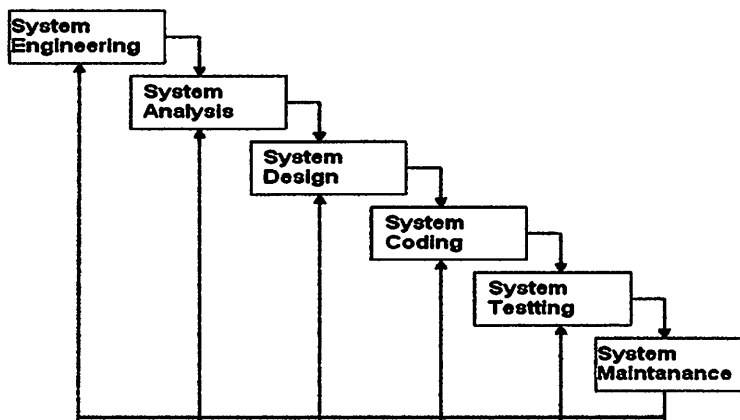 System
Engineering
System
Analysis
System
Design
System
Coding
System
Testting
System
Maintanance